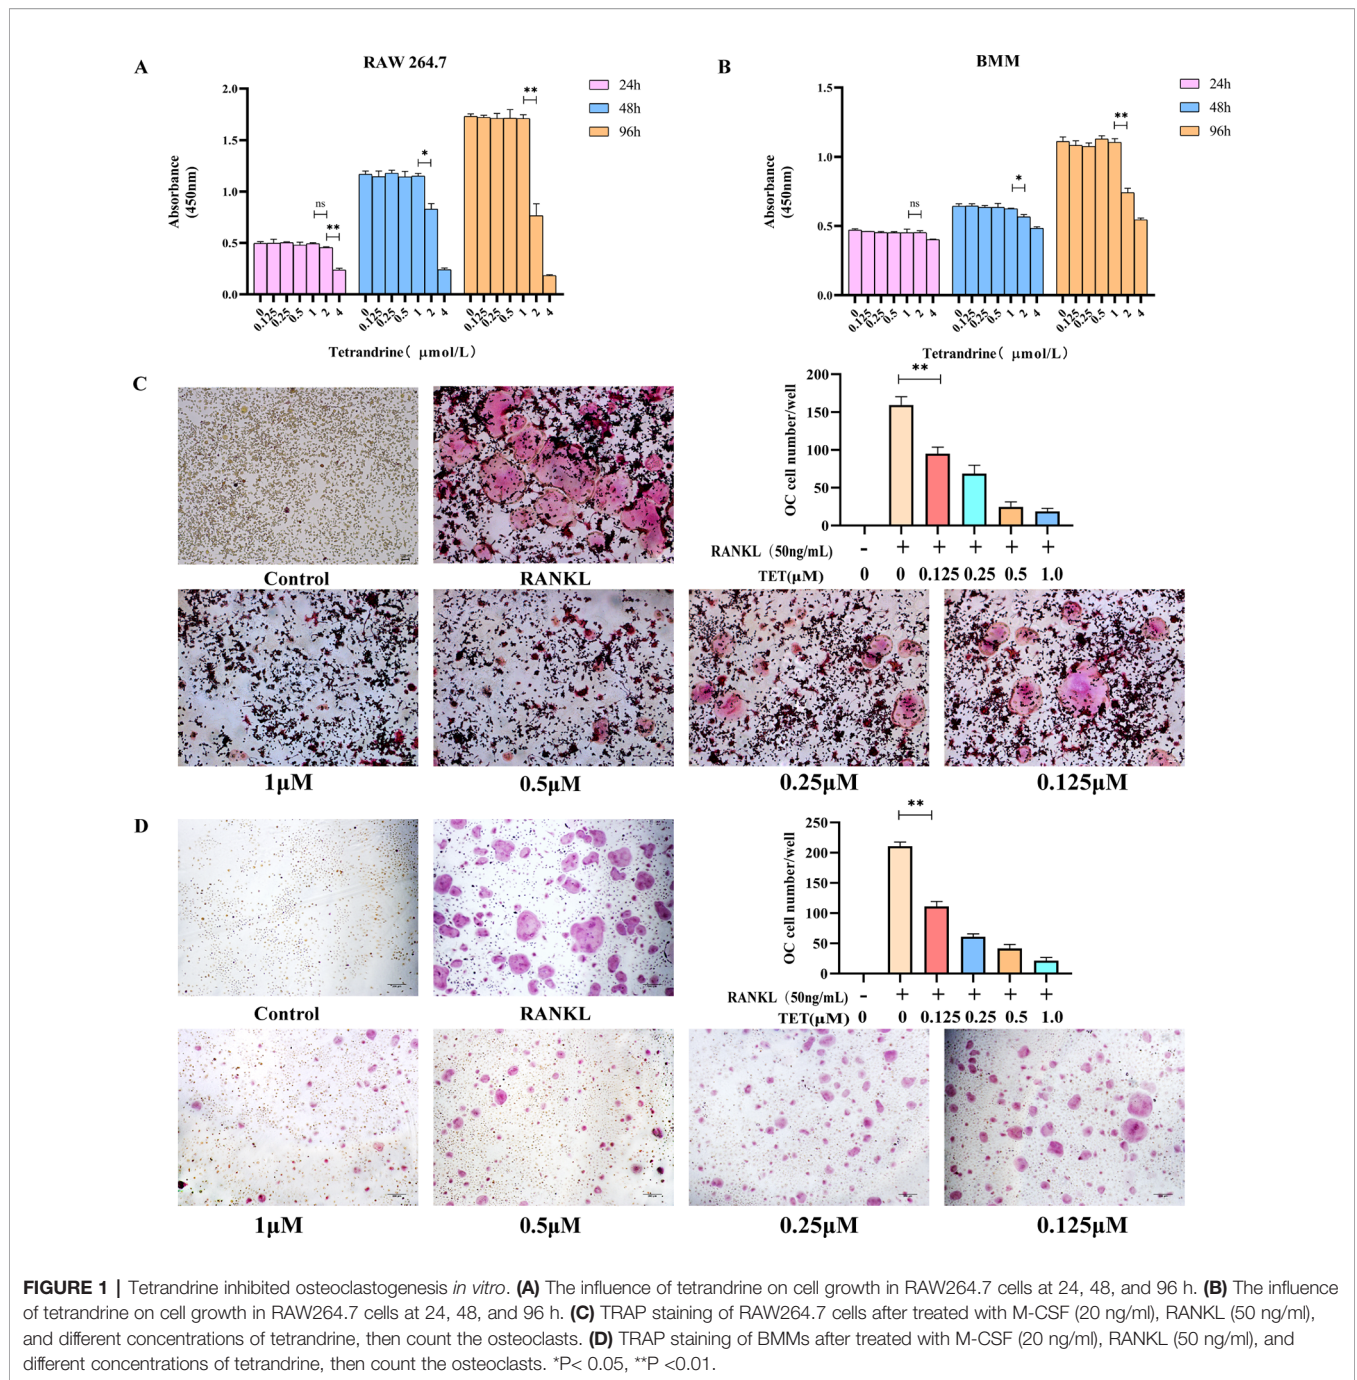 A
RAW 264.7
Absorbance
(450nm)
2.0
1.5
1.0
0.5
0.0
ns
**
*
**
24h
48h
96h
0 0.125 0.25 0.5 1 2 4 0 0.125 0.25 0.5 1 2 4 0 0.125 0.25 0.5 1 2 4
Tetrandrine( μmol/L)
B
BMM
Absorbance
(450nm)
1.5
1.0
0.5
0.0
ns
*
**
24h
48h
96h
0 0.125 0.25 0.5 1 2 4 0 0.125 0.25 0.5 1 2 4 0 0.125 0.25 0.5 1 2 4
Tetrandrine( μmol/L)
C
Control
RANKL
OC cell number/well
200
150
100
50
0
**
RANKL (50ng/mL) - + + + + +
TET(μM) 0 0 0.125 0.25 0.5 1.0
1μM
0.5μM
0.25μM
0.125μM
D
Control
RANKL
OC cell number/well
250
200
150
100
50
0
**
RANKL (50ng/mL) - + + + + +
TET(μM) 0 0 0.125 0.25 0.5 1.0
1μM
0.5μM
0.25μM
0.125μM
FIGURE 1 | Tetrandrine inhibited osteoclastogenesis in vitro. (A) The influence of tetrandrine on cell growth in RAW264.7 cells at 24, 48, and 96 h. (B) The influence
of tetrandrine on cell growth in RAW264.7 cells at 24, 48, and 96 h. (C) TRAP staining of RAW264.7 cells after treated with M-CSF (20 ng/ml), RANKL (50 ng/ml),
and different concentrations of tetrandrine, then count the osteoclasts. (D) TRAP staining of BMMs after treated with M-CSF (20 ng/ml), RANKL (50 ng/ml), and
different concentrations of tetrandrine, then count the osteoclasts. *P< 0.05, **P <0.01.